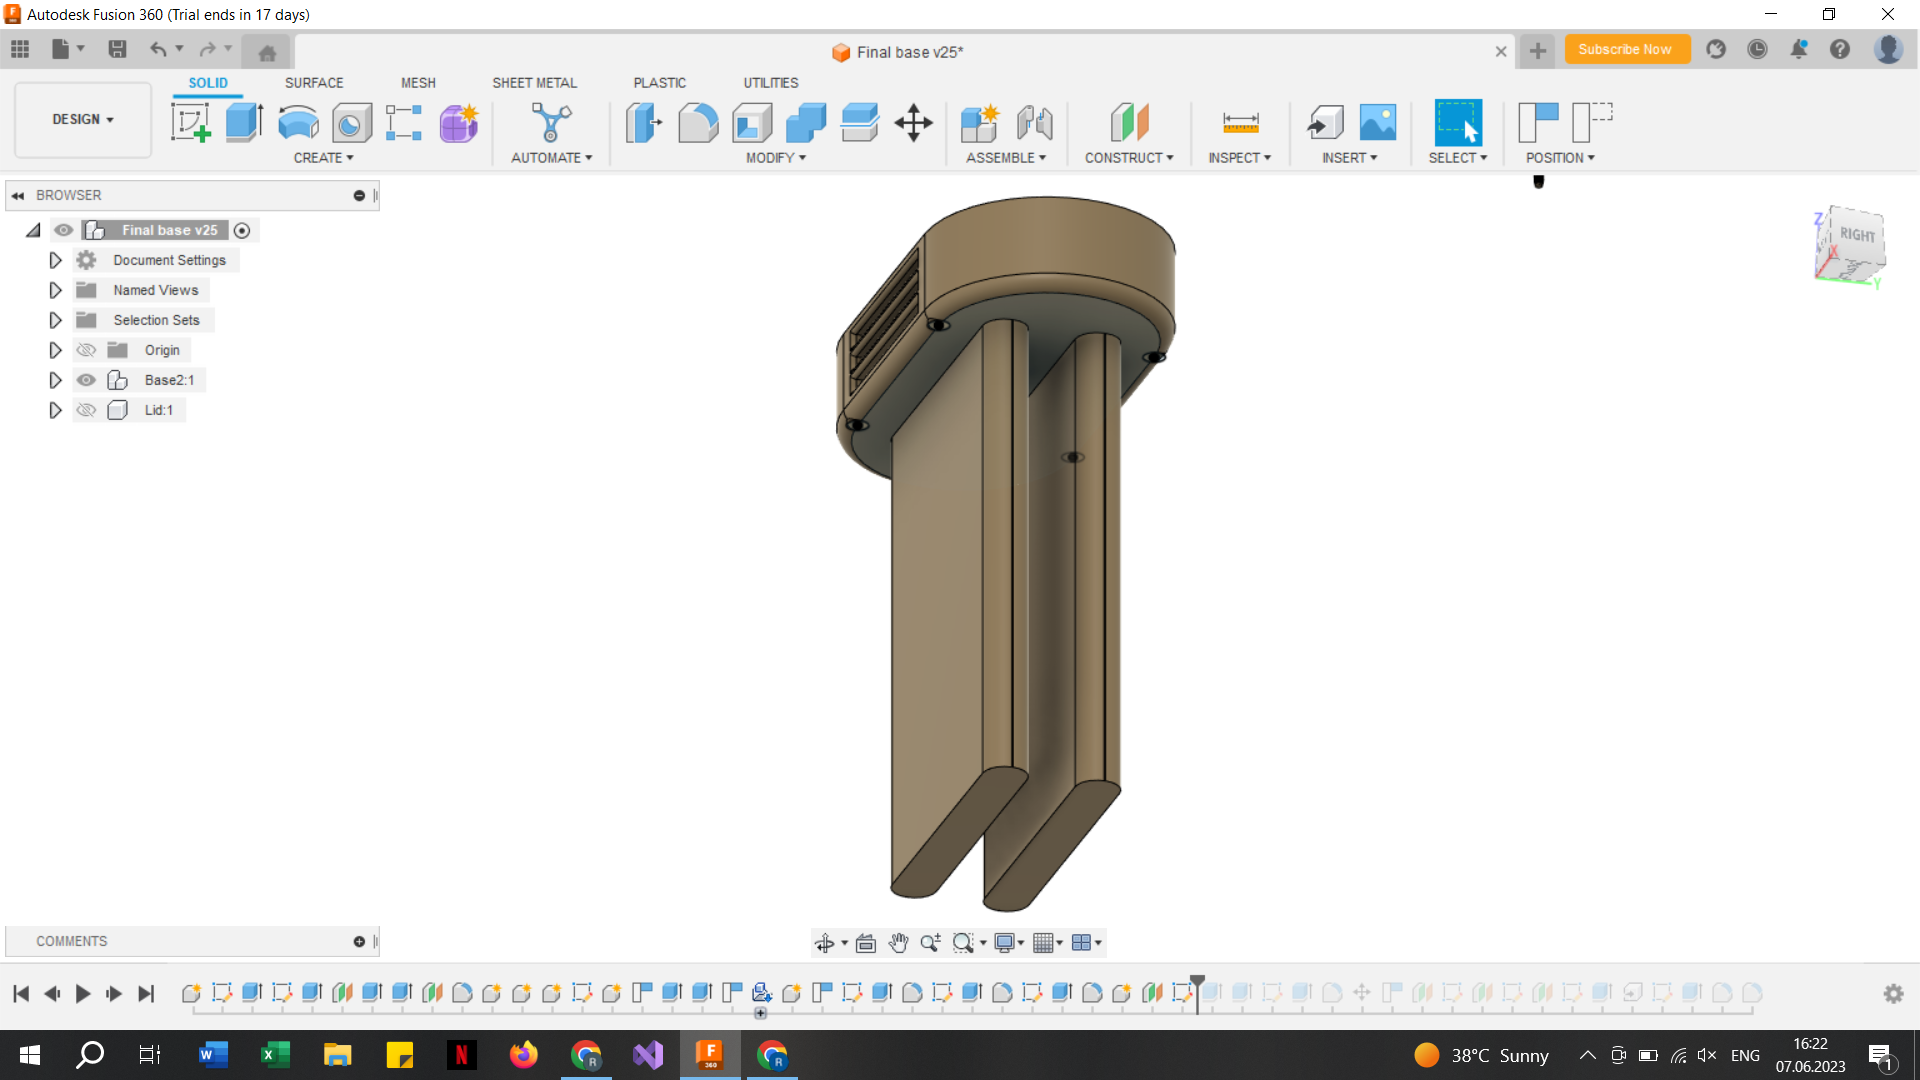 Autodesk Fusion 360 (Trial ends in 17 days)
Final base v25*
Subscribe Now
DESIGN
SOLID SURFACE MESH SHEET METAL PLASTIC UTILITIES
CREATE AUTOMATE MODIFY ASSEMBLE CONSTRUCT INSPECT INSERT SELECT POSITION
BROWSER
Final base v25
Document Settings
Named Views
Selection Sets
Origin
Base2:1
Lid:1
Z
RIGHT
X
Y
COMMENTS
38°C Sunny
ENG
16:22
07.06.2023
1